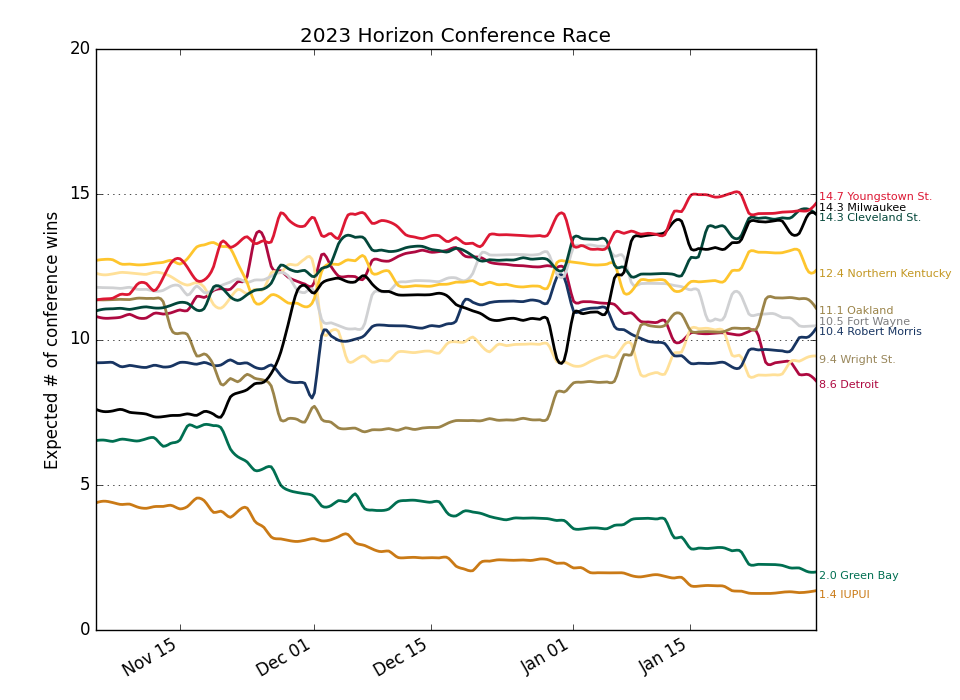 2023 Horizon Conference Race
Expected # of conference wins
20
15
10
5
0
Nov 15
Dec 01
Dec 15
Jan 01
Jan 15
14.7 Youngstown St.
14.3 Milwaukee
14.3 Cleveland St.
12.4 Northern Kentucky
11.1 Oakland
10.5 Fort Wayne
10.4 Robert Morris
9.4 Wright St.
8.6 Detroit
2.0 Green Bay
1.4 IUPUI